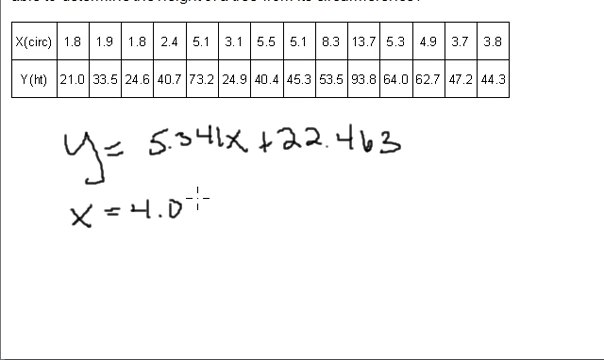 X(circ) 1.8 1.9 1.8 2.4 5.1 3.1 5.5 5.1 8.3 13.7 5.3 4.9 3.7 3.8
Y(ht) 21.0 33.5 24.6 40.7 73.2 24.9 40.4 45.3 53.5 93.8 64.0 62.7 47.2 44.3
y = 5.341x + 22.463
x = 4.0